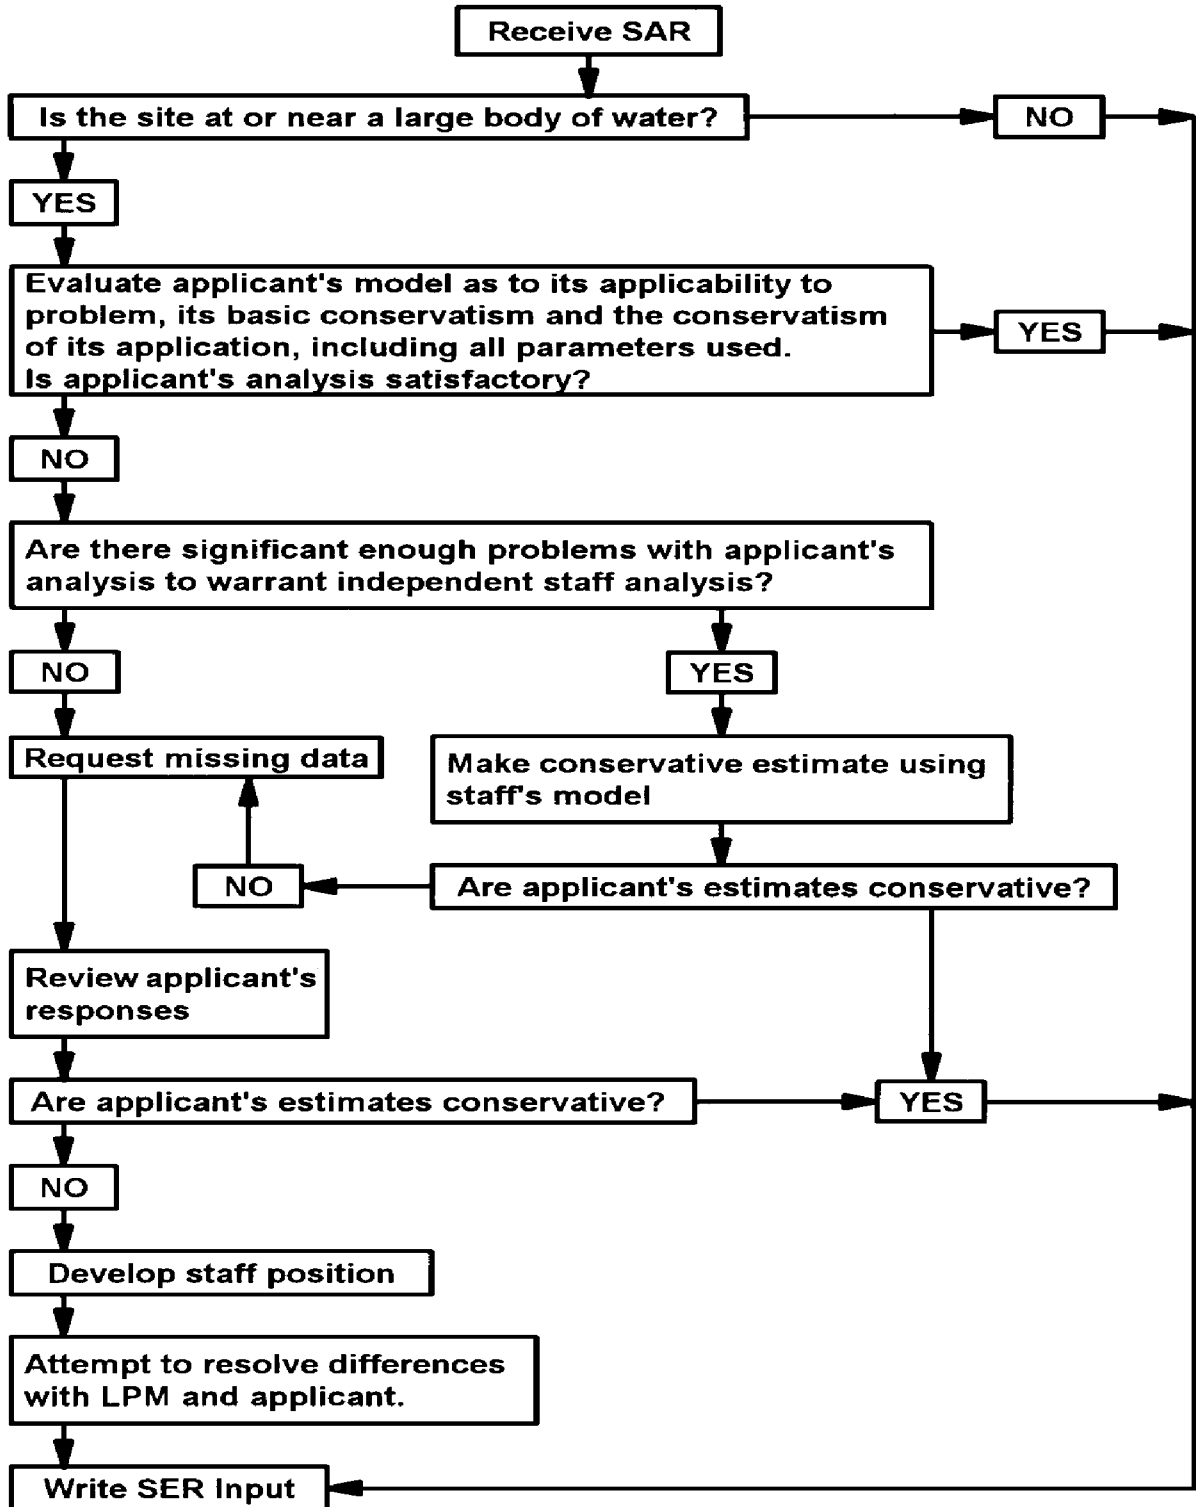 Receive SAR
Is the site at or near a large body of water?
NO
YES
Evaluate applicant's model as to its applicability to
problem, its basic conservatism and the conservatism
of its application, including all parameters used.
Is applicant's analysis satisfactory?
YES
NO
Are there significant enough problems with applicant's
analysis to warrant independent staff analysis?
NO
YES
Request missing data
Make conservative estimate using
staff's model
NO
Are applicant's estimates conservative?
Review applicant's
responses
Are applicant's estimates conservative?
YES
NO
Develop staff position
Attempt to resolve differences
with LPM and applicant.
Write SER Input